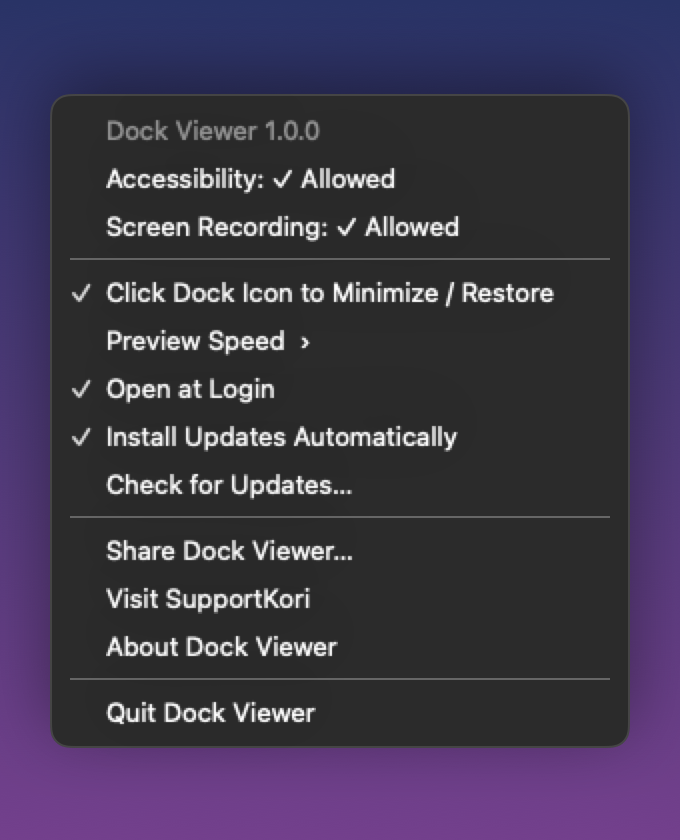 Dock Viewer 1.0.0
Accessibility: ✓ Allowed
Screen Recording: ✓ Allowed
✓ Click Dock Icon to Minimize / Restore
Preview Speed ›
✓ Open at Login
✓ Install Updates Automatically
Check for Updates...
Share Dock Viewer...
Visit SupportKori
About Dock Viewer
Quit Dock Viewer